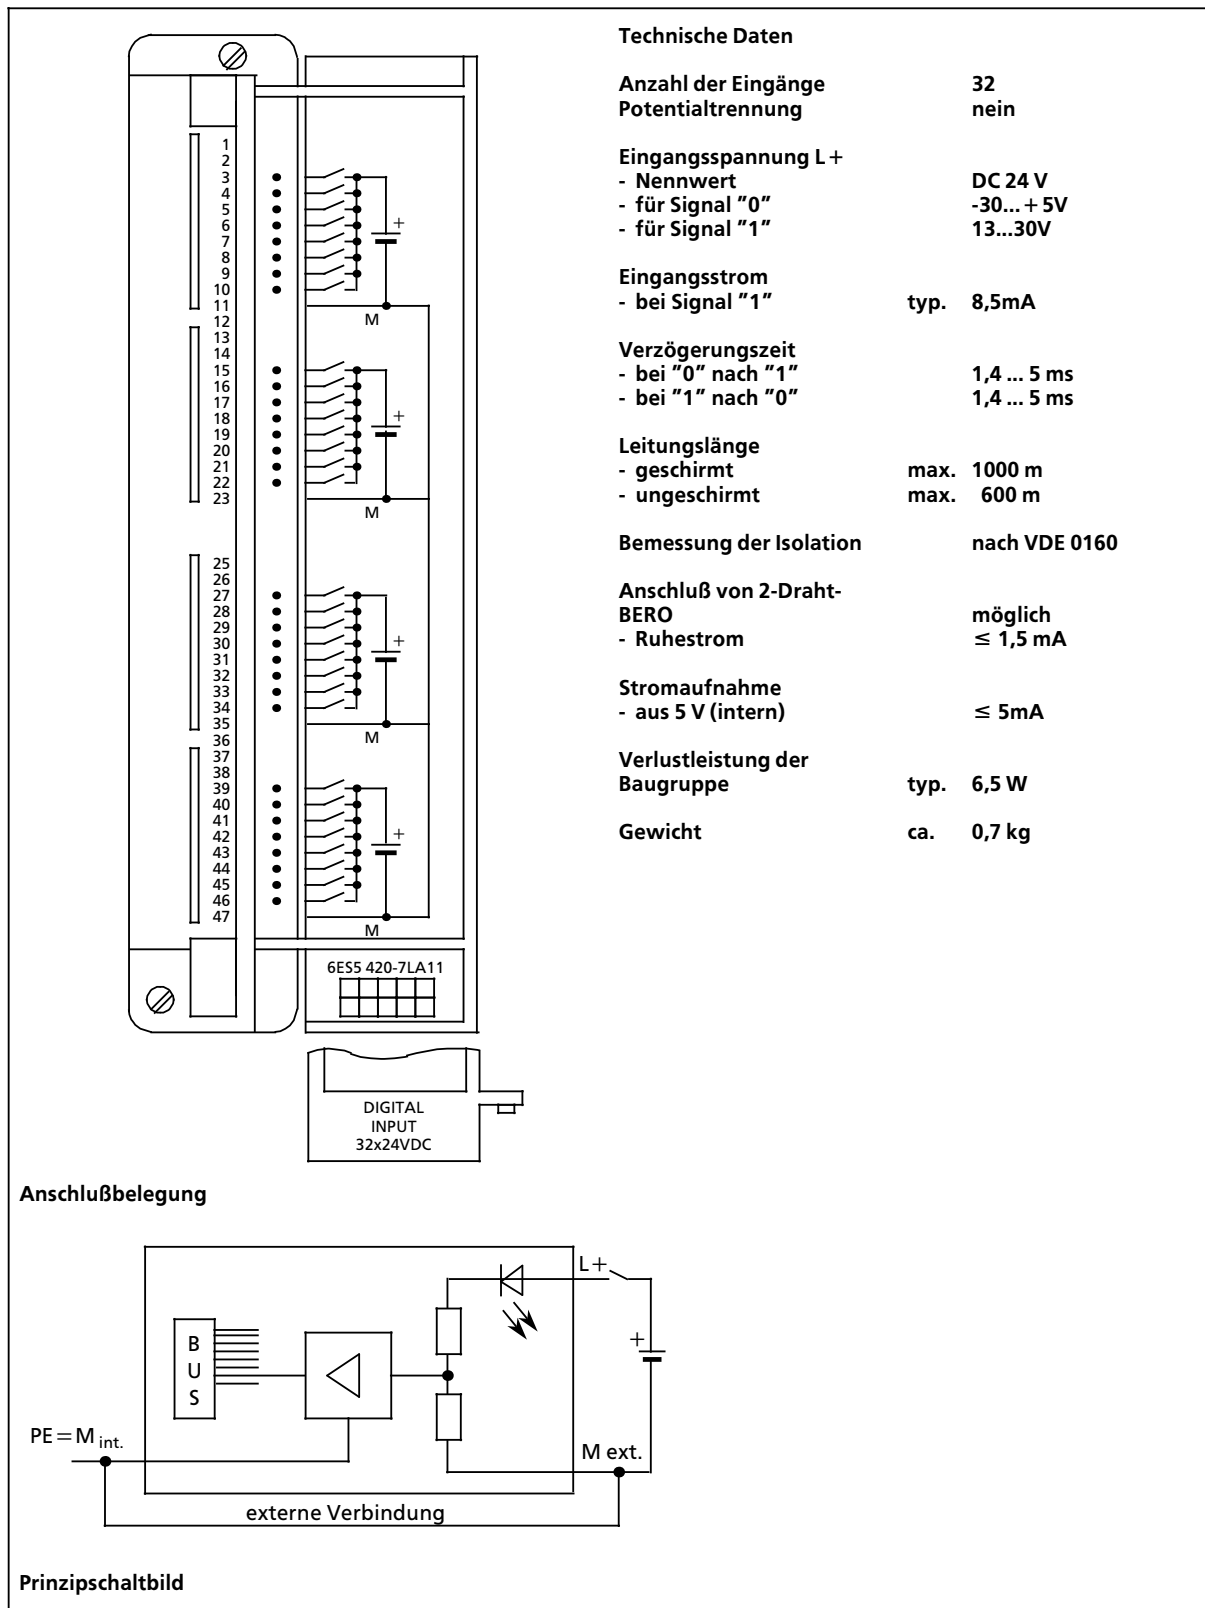 1
2
3
4
5
6
7
8
9
10
11
12
13
14
15
16
17
18
19
20
21
22
23
25
26
27
28
29
30
31
32
33
34
35
36
37
38
39
40
41
42
43
44
45
46
47
+
M
+
M
+
M
+
M
6ES5 420-7LA11
DIGITAL
INPUT
32x24VDC
Technische Daten
Anzahl der Eingänge 32
Potentialtrennung nein
Eingangsspannung L+
- Nennwert DC 24 V
- für Signal "0" -30...+5V
- für Signal "1" 13...30V
Eingangsstrom
- bei Signal "1" typ. 8,5mA
Verzögerungszeit
- bei "0" nach "1" 1,4 ... 5 ms
- bei "1" nach "0" 1,4 ... 5 ms
Leitungslänge
- geschirmt max. 1000 m
- ungeschirmt max. 600 m
Bemessung der Isolation nach VDE 0160
Anschluß von 2-Draht-
BERO möglich
- Ruhestrom ≤ 1,5 mA
Stromaufnahme
- aus 5 V (intern) ≤ 5mA
Verlustleistung der
Baugruppe typ. 6,5 W
Gewicht ca. 0,7 kg
Anschlußbelegung
L+
+
B
U
S
PE=M int.
M ext.
externe Verbindung
Prinzipschaltbild